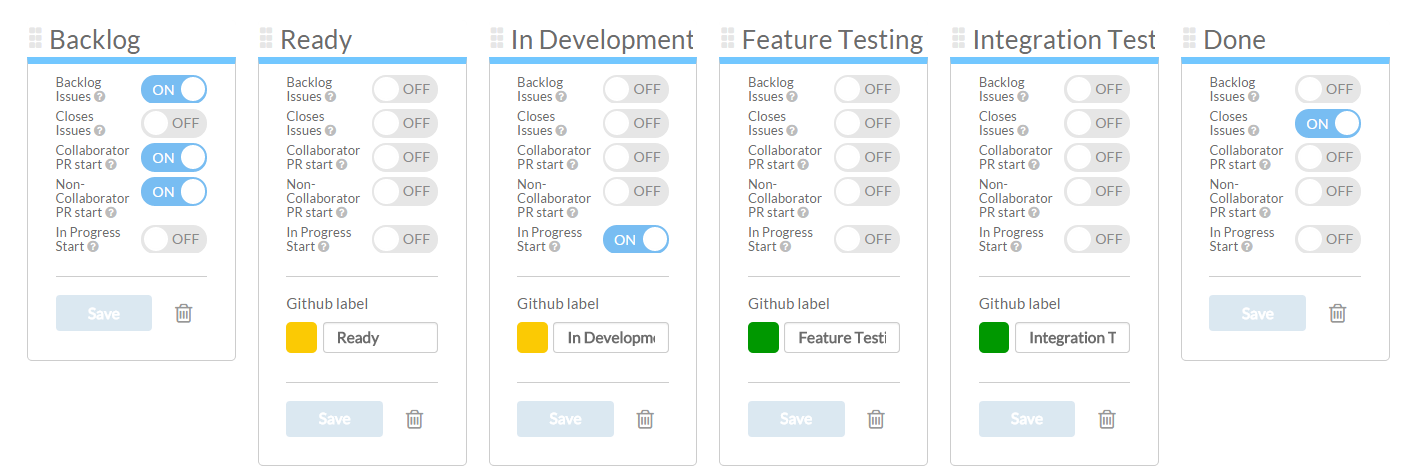 Backlog
Backlog
Issues ?
ON
Closes
Issues ?
OFF
Collaborator
PR start ?
ON
Non-
Collaborator
PR start ?
ON
In Progress
Start ?
OFF
Save
Ready
Backlog
Issues ?
OFF
Closes
Issues ?
OFF
Collaborator
PR start ?
OFF
Non-
Collaborator
PR start ?
OFF
In Progress
Start ?
OFF
Github label
Ready
Save
In Development
Backlog
Issues ?
OFF
Closes
Issues ?
OFF
Collaborator
PR start ?
OFF
Non-
Collaborator
PR start ?
OFF
In Progress
Start ?
ON
Github label
In Developm
Save
Feature Testing
Backlog
Issues ?
OFF
Closes
Issues ?
OFF
Collaborator
PR start ?
OFF
Non-
Collaborator
PR start ?
OFF
In Progress
Start ?
OFF
Github label
Feature Testi
Save
Integration Test
Backlog
Issues ?
OFF
Closes
Issues ?
OFF
Collaborator
PR start ?
OFF
Non-
Collaborator
PR start ?
OFF
In Progress
Start ?
OFF
Github label
Integration T
Save
Done
Backlog
Issues ?
OFF
Closes
Issues ?
ON
Collaborator
PR start ?
OFF
Non-
Collaborator
PR start ?
OFF
In Progress
Start ?
OFF
Save